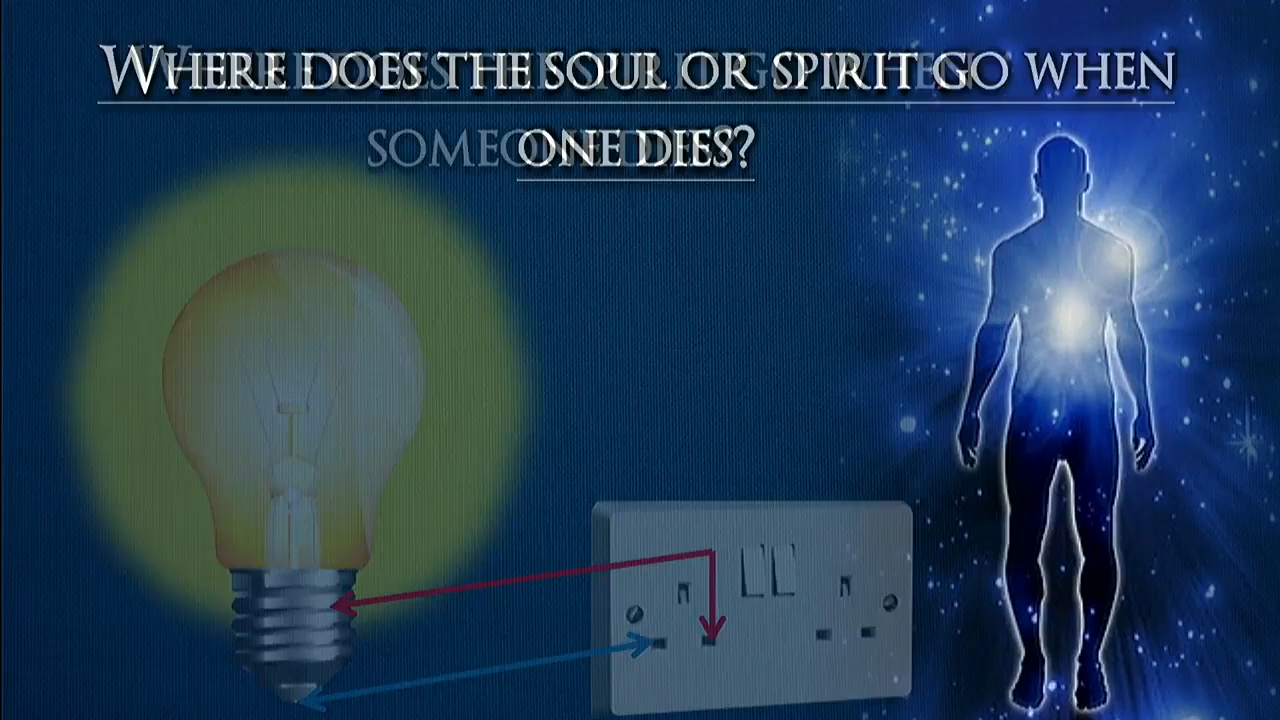 WHERE DOES THE SOUL OR SPIRIT GO WHEN
ONE DIES?